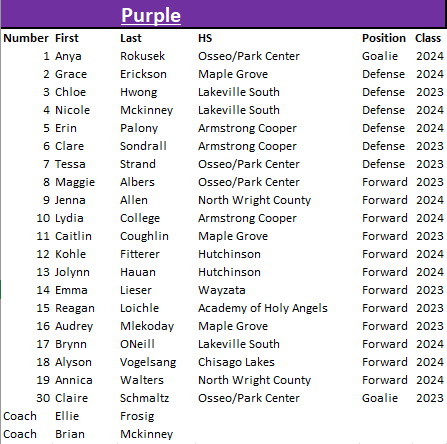 Purple
Number First Last HS Position Class
1 Anya Rokusek Osseo/Park Center Goalie 2024
2 Grace Erickson Maple Grove Defense 2024
3 Chloe Hwong Lakeville South Defense 2023
4 Nicole Mckinney Lakeville South Defense 2024
5 Erin Palony Armstrong Cooper Defense 2024
6 Clare Sondrall Armstrong Cooper Defense 2023
7 Tessa Strand Osseo/Park Center Defense 2023
8 Maggie Albers Osseo/Park Center Forward 2023
9 Jenna Allen North Wright County Forward 2024
10 Lydia College Armstrong Cooper Forward 2024
11 Caitlin Coughlin Maple Grove Forward 2023
12 Kohle Fitterer Hutchinson Forward 2024
13 Jolynn Hauan Hutchinson Forward 2024
14 Emma Lieser Wayzata Forward 2023
15 Reagan Loichle Academy of Holy Angels Forward 2023
16 Audrey Mlekoday Maple Grove Forward 2023
17 Brynn ONeill Lakeville South Forward 2024
18 Alyson Vogelsang Chisago Lakes Forward 2024
19 Annica Walters North Wright County Forward 2024
30 Claire Schmaltz Osseo/Park Center Goalie 2023
Coach Ellie Frosig
Coach Brian Mckinney